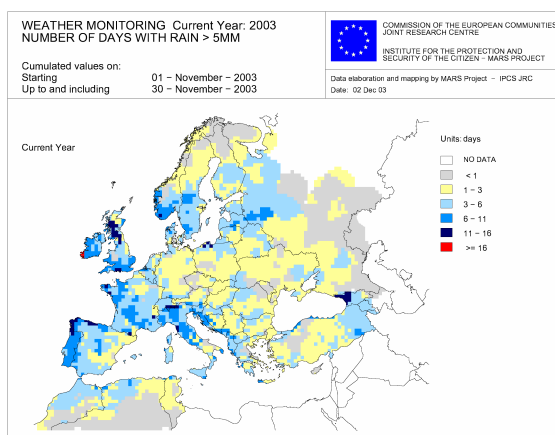 WEATHER MONITORING Current Year: 2003
NUMBER OF DAYS WITH RAIN > 5MM
Cumulated values on:
Starting 01 - November - 2003
Up to and including 30 - November - 2003
COMMISSION OF THE EUROPEAN COMMUNITIES
JOINT RESEARCH CENTRE
INSTITUTE FOR THE PROTECTION AND
SECURITY OF THE CITIZEN - MARS PROJECT
Data elaboration and mapping by MARS Project - IPCS JRC
Date: 02 Dec 03
Current Year
Units: days
NO DATA
< 1
1 - 3
3 - 6
6 - 11
11 - 16
>= 16